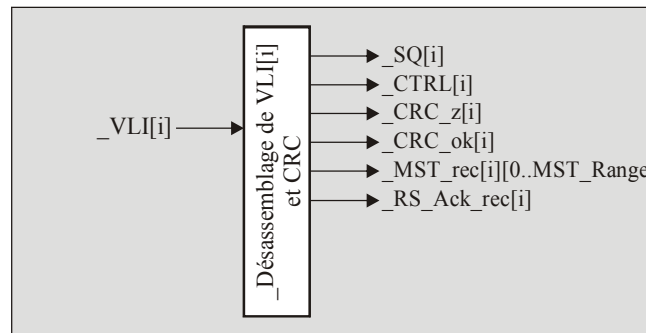 _VLI[i]
_Désassemblage de VLI[i]
et CRC
_SQ[i]
_CTRL[i]
_CRC_z[i]
_CRC_ok[i]
_MST_rec[i][0..MST_Range
_RS_Ack_rec[i]